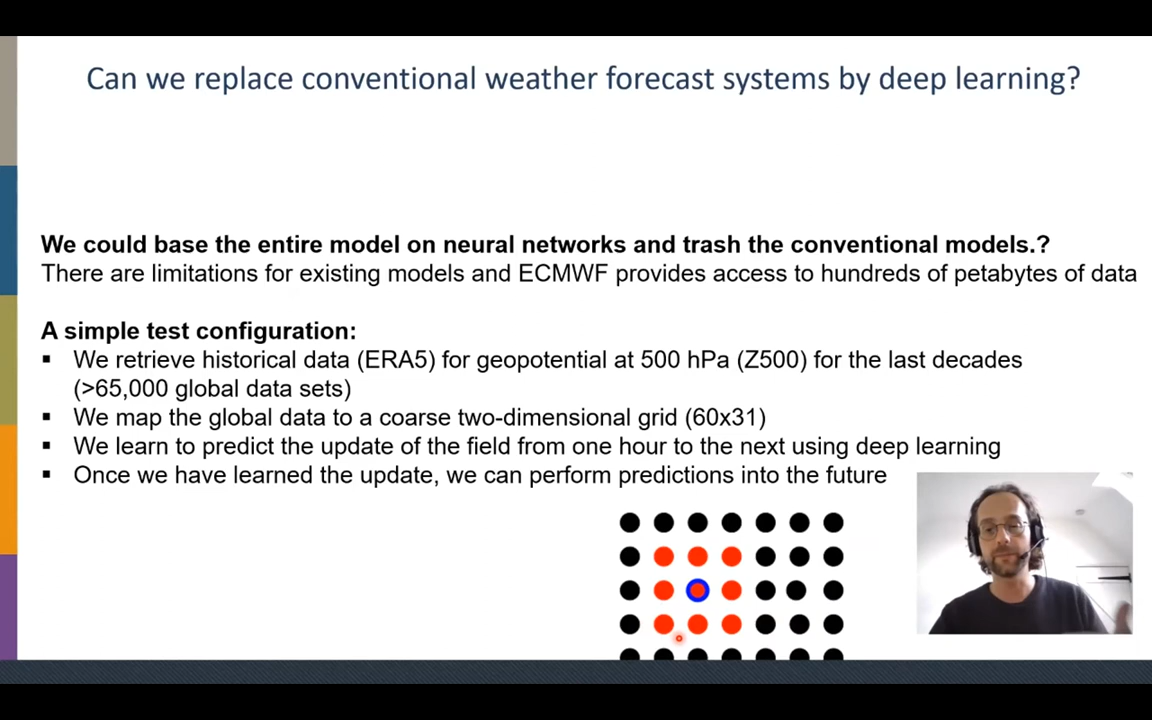 Can we replace conventional weather forecast systems by deep learning?
We could base the entire model on neural networks and trash the conventional models.?
There are limitations for existing models and ECMWF provides access to hundreds of petabytes of data
A simple test configuration:
▪ We retrieve historical data (ERA5) for geopotential at 500 hPa (Z500) for the last decades
(>65,000 global data sets)
▪ We map the global data to a coarse two-dimensional grid (60x31)
▪ We learn to predict the update of the field from one hour to the next using deep learning
▪ Once we have learned the update, we can perform predictions into the future